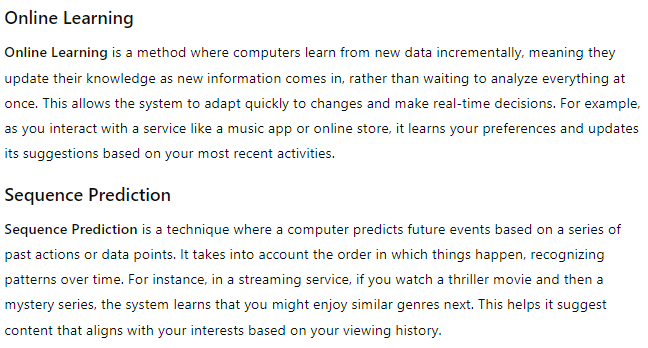 Online Learning
Online Learning is a method where computers learn from new data incrementally, meaning they
update their knowledge as new information comes in, rather than waiting to analyze everything at
once. This allows the system to adapt quickly to changes and make real-time decisions. For example,
as you interact with a service like a music app or online store, it learns your preferences and updates
its suggestions based on your most recent activities.
Sequence Prediction
Sequence Prediction is a technique where a computer predicts future events based on a series of
past actions or data points. It takes into account the order in which things happen, recognizing
patterns over time. For instance, in a streaming service, if you watch a thriller movie and then a
mystery series, the system learns that you might enjoy similar genres next. This helps it suggest
content that aligns with your interests based on your viewing history.